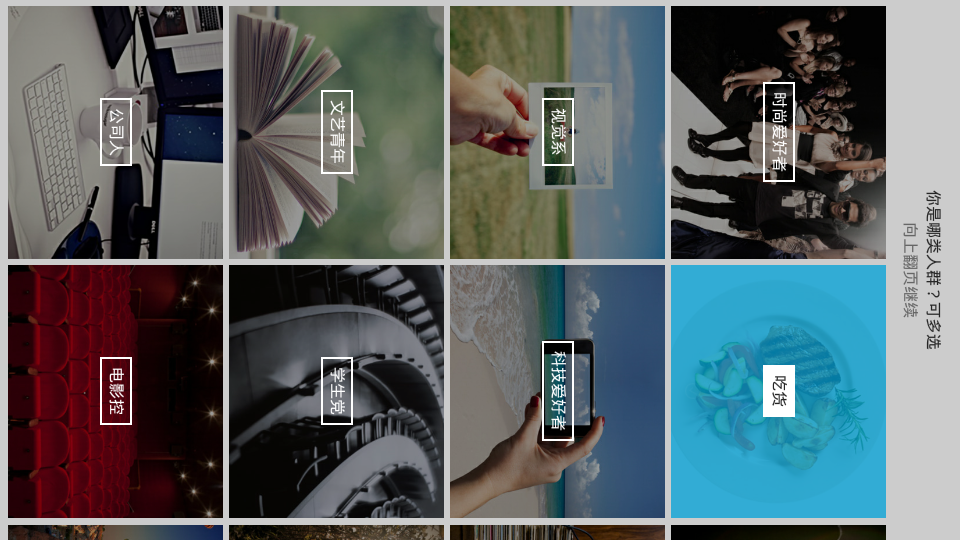 你是哪类人群？可多选
向上翻页继续
时尚爱好者
吃货
视觉系
科技爱好者
文艺青年
学生党
公司人
电影控
DELL